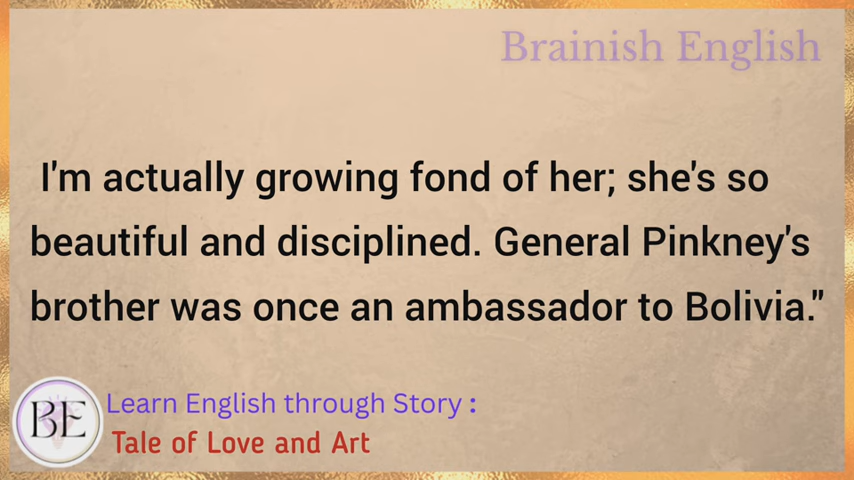 Brainish English
I'm actually growing fond of her; she's so
beautiful and disciplined. General Pinkney's
brother was once an ambassador to Bolivia."
BE
Learn English through Story :
Tale of Love and Art